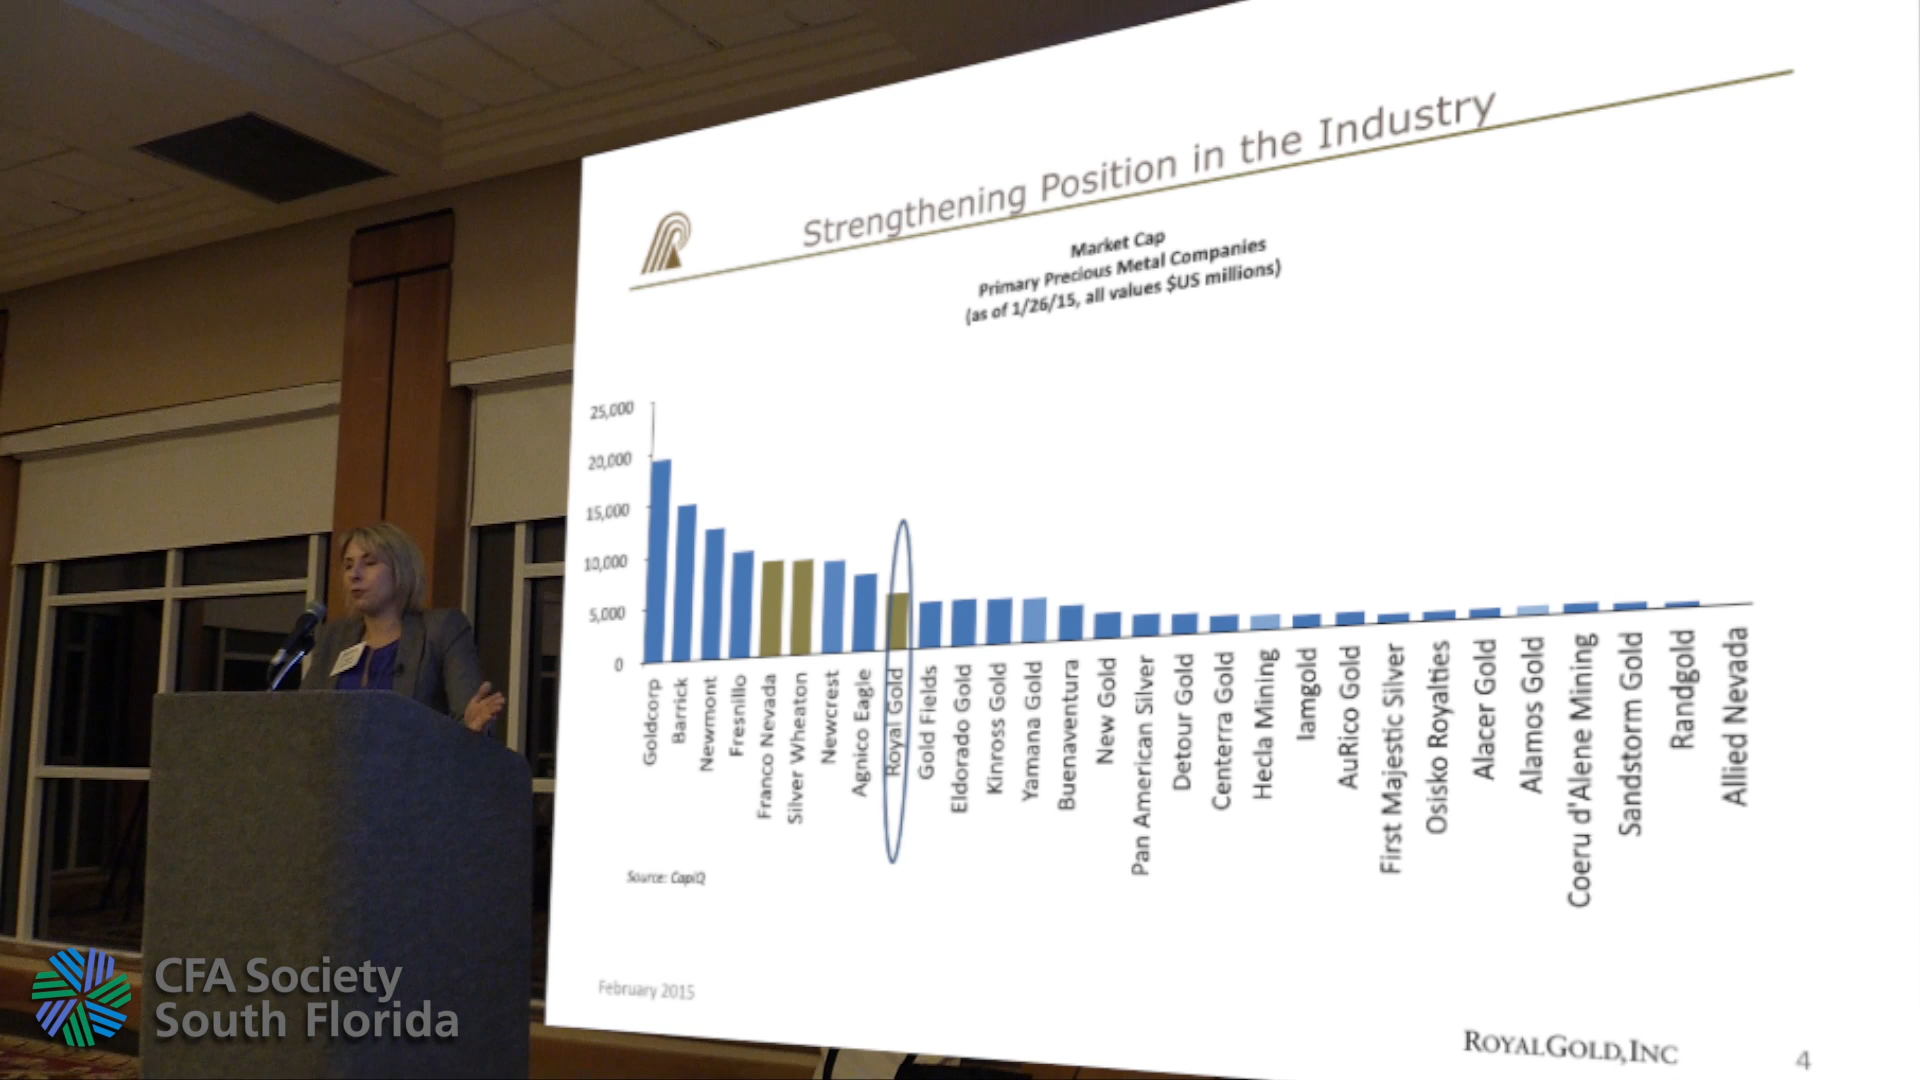 Strengthening Position in the Industry
Market Cap
Primary Precious Metal Companies
(as of 1/26/15, all values $US millions)
25,000
20,000
15,000
10,000
5,000
0
Goldcorp
Barrick
Newmont
Fresnillo
Franco Nevada
Silver Wheaton
Newcrest
Agnico Eagle
Royal Gold
Gold Fields
Eldorado Gold
Kinross Gold
Yamana Gold
Buenaventura
New Gold
Pan American Silver
Detour Gold
Centerra Gold
Hecla Mining
Iamgold
AuRico Gold
First Majestic Silver
Osisko Royalties
Alacer Gold
Alamos Gold
Coeru d'Alene Mining
Sandstorm Gold
Randgold
Allied Nevada
Source: CapIQ
February 2015
ROYAL GOLD, INC
4
CFA Society
South Florida